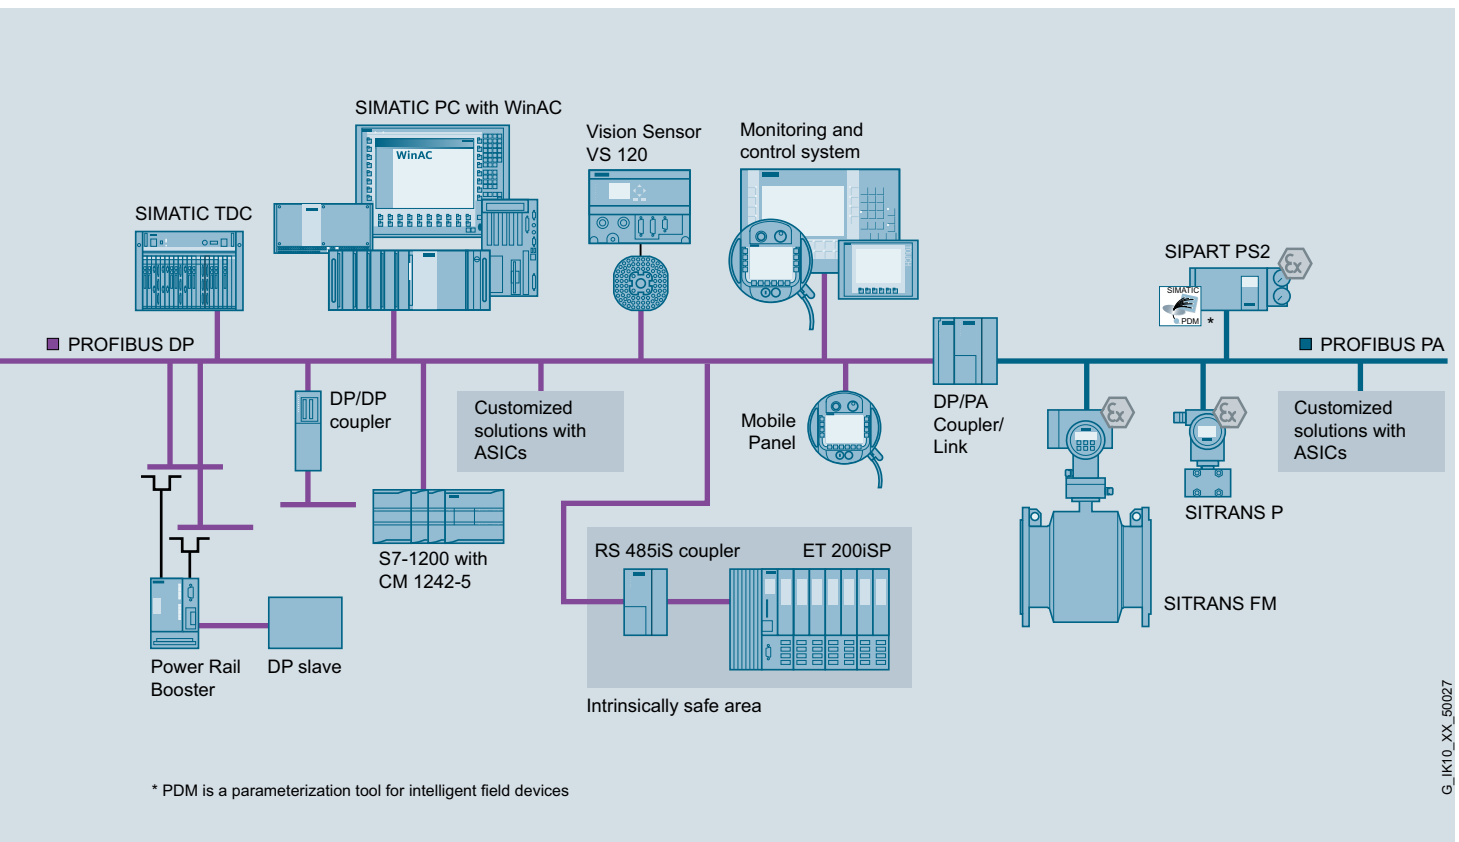 SIMATIC PC with WinAC
WinAC
Vision Sensor
VS 120
Monitoring and
control system
SIMATIC TDC
SIPART PS2
Ex
SIMATIC
PDM
*
PROFIBUS DP
PROFIBUS PA
DP/DP
coupler
Customized
solutions with
ASICs
Mobile
Panel
DP/PA
Coupler/
Link
Ex
Ex
Customized
solutions with
ASICs
SITRANS P
S7-1200 with
CM 1242-5
RS 485iS coupler
ET 200iSP
SITRANS FM
Power Rail
Booster
DP slave
Intrinsically safe area
* PDM is a parameterization tool for intelligent field devices
G_IK10_XX_50027